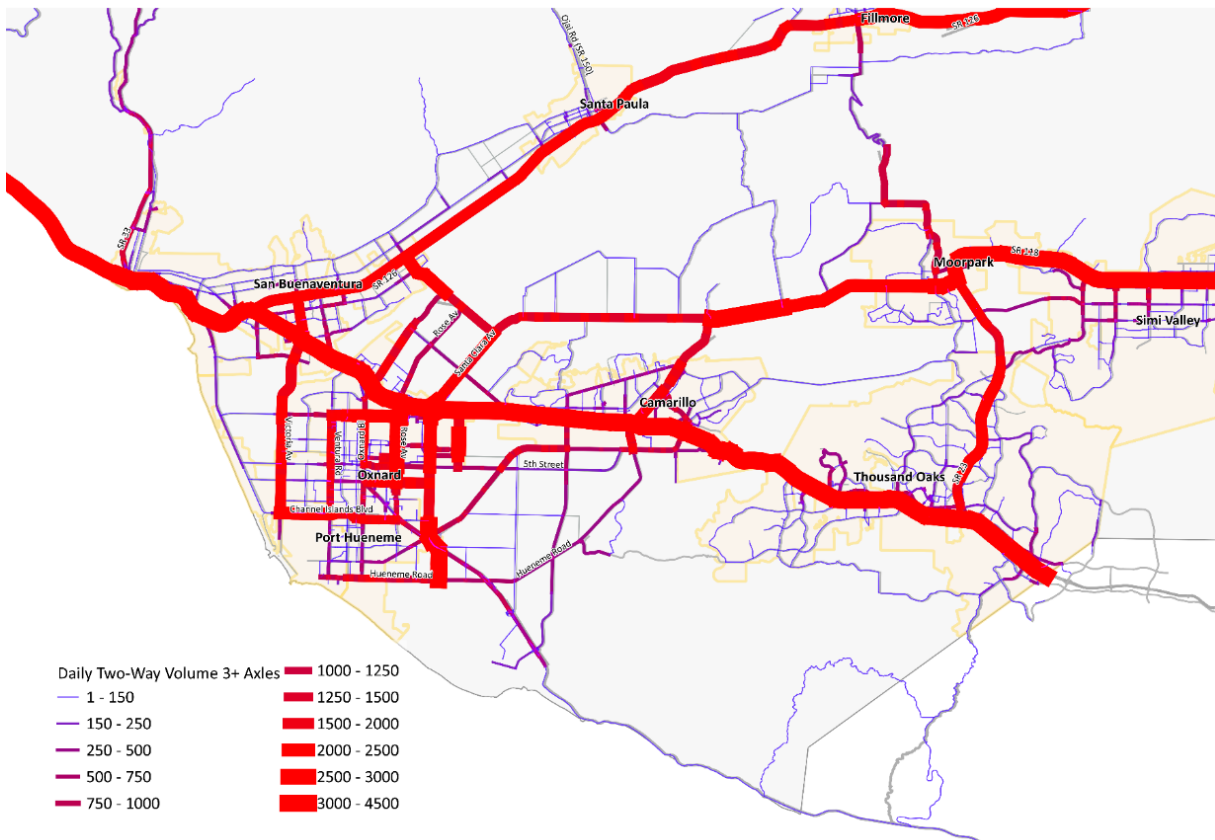 Fillmore
SR 126
Ojai Rd (SR 150)
Santa Paula
SR 33
San Buenaventura
SR 126
Moorpark
SR 118
Simi Valley
Rose Av
Santa Clara Av
Camarillo
Victoria Av
Ventura Rd
Rose Av
5th Street
Oxnard
Thousand Oaks
SR 23
Channel Islands Blvd
Port Hueneme
Hueneme Road
Hueneme Road
Daily Two-Way Volume 3+ Axles
1 - 150
150 - 250
250 - 500
500 - 750
750 - 1000
1000 - 1250
1250 - 1500
1500 - 2000
2000 - 2500
2500 - 3000
3000 - 4500